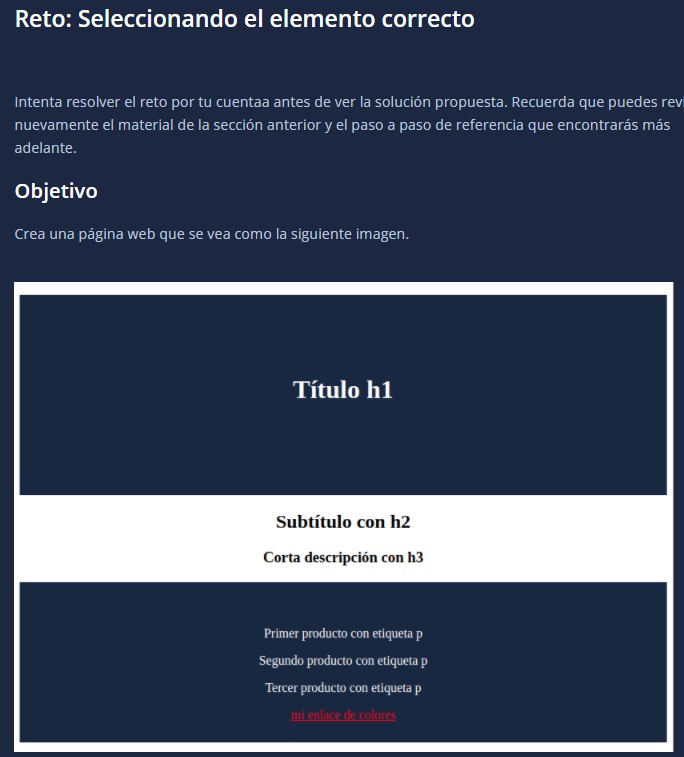 Reto: Seleccionando el elemento correcto
Intenta resolver el reto por tu cuentaa antes de ver la solución propuesta. Recuerda que puedes
nuevamente el material de la sección anterior y el paso a paso de referencia que encontrarás más
adelante.
Objetivo
Crea una página web que se vea como la siguiente imagen.
Título h1
Subtítulo con h2
Corta descripción con h3
Primer producto con etiqueta p
Segundo producto con etiqueta p
Tercer producto con etiqueta p
mi enlace de colores